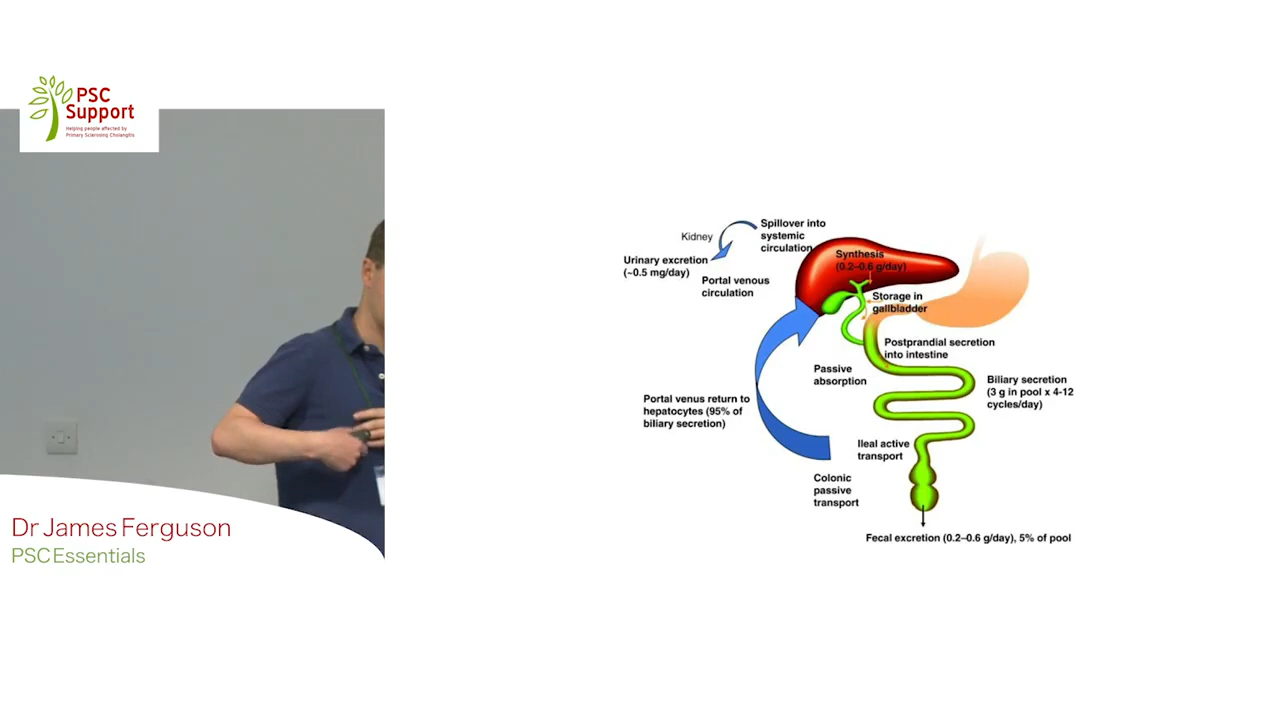 PSC
Support
Helping people affected by
Primary Sclerosing Cholangitis
Dr James Ferguson
PSC Essentials
Spillover into
systemic
circulation
Kidney
Urinary excretion
(~0.5 mg/day)
Portal venous
circulation
Synthesis
(0.2–0.6 g/day)
Storage in
gallbladder
Postprandial secretion
into intestine
Passive
absorption
Biliary secretion
(3 g in pool x 4-12
cycles/day)
Portal venus return to
hepatocytes (95% of
biliary secretion)
Ileal active
transport
Colonic
passive
transport
Fecal excretion (0.2–0.6 g/day), 5% of pool